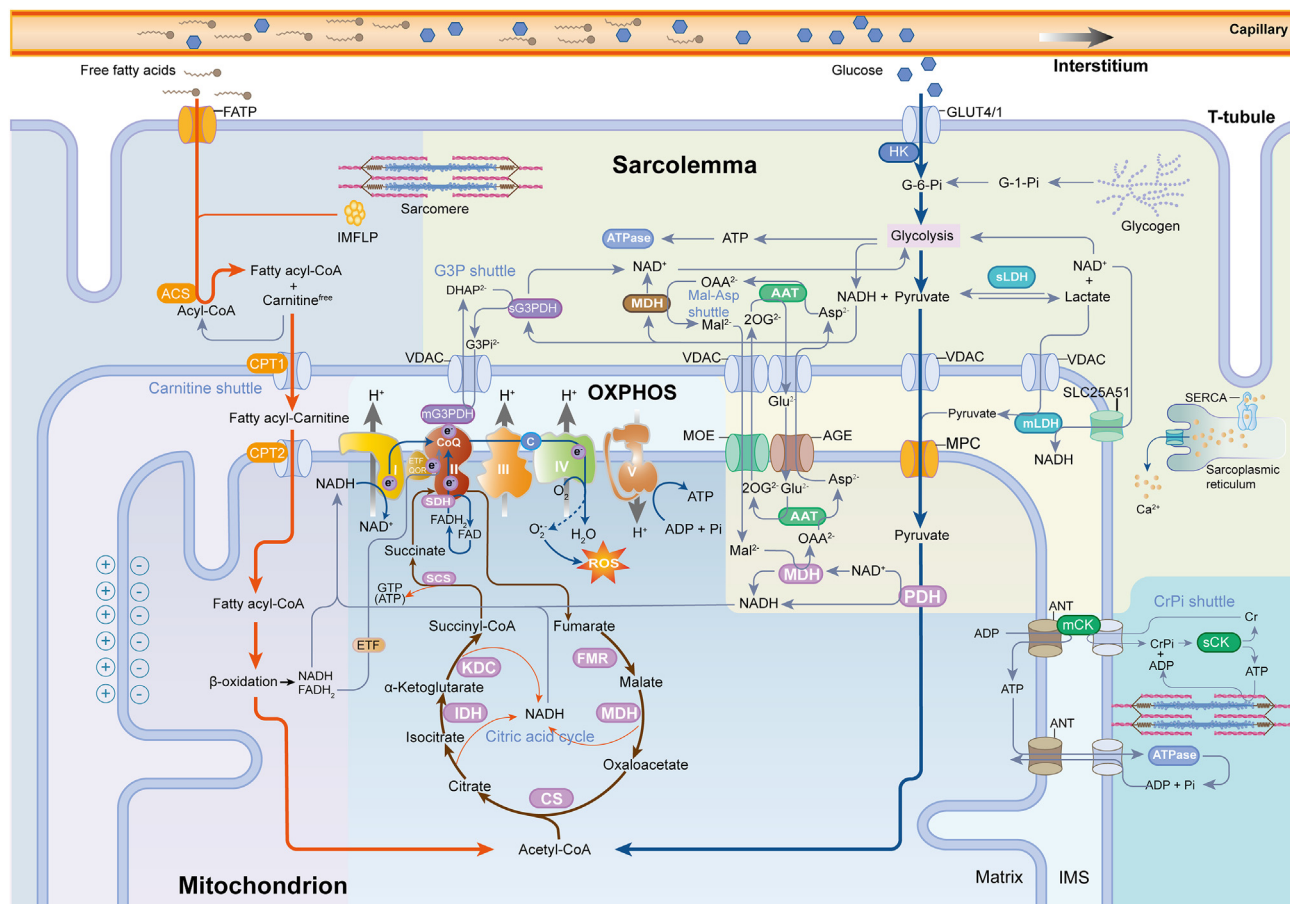 Capillary
Free fatty acids
Glucose
Interstitium
FATP
GLUT4/1
T-tubule
HK
Sarcolemma
G-6-Pi
G-1-Pi
Sarcomere
Glycogen
IMFLP
ATPase
ATP
Glycolysis
Fatty acyl-CoA
+
Carnitine^free
ACS
Acyl-CoA
G3P shuttle
DHAP²⁻
sG3PDH
G3Pi²⁻
NAD⁺
MDH
OAA²⁻
Mal-Asp
shuttle
Mal²⁻
AAT
2OG²⁻
Asp²⁻
NADH + Pyruvate
sLDH
NAD⁺
+
Lactate
CPT1
VDAC
VDAC
VDAC
VDAC
Carnitine shuttle
OXPHOS
SLC25A51
SERCA
Fatty acyl-Carnitine
H⁺
H⁺
H⁺
mG3PDH
Glu²⁻
Pyruvate
mLDH
NADH
e⁻
CoQ
C
e⁻
MOE
AGE
MPC
CPT2
I
ETF
QOR
e⁻
II
III
IV
V
Sarcoplasmic
reticulum
Ca²⁺
NADH
e⁻
e⁻
SDH
O₂
ATP
2OG²⁻
Glu²⁻
Asp²⁻
AAT
NAD⁺
FADH₂
FAD
O₂•⁻
H₂O
H⁺
ADP + Pi
OAA²⁻
Pyruvate
Succinate
ROS
Mal²⁻
MDH
NAD⁺
PDH
NADH
SCS
GTP
(ATP)
+ -
+ -
+ -
+ -
+ -
+ -
Fatty acyl-CoA
Succinyl-CoA
Fumarate
ETF
FMR
KDC
β-oxidation
NADH
FADH₂
α-Ketoglutarate
Malate
IDH
NADH
MDH
Isocitrate
Citric acid cycle
Oxaloacetate
Citrate
CS
Acetyl-CoA
CrPi shuttle
ANT
mCK
ADP
Cr
CrPi
+
ADP
sCK
ATP
ATP
ANT
ATPase
ADP + Pi
Mitochondrion
Matrix
IMS